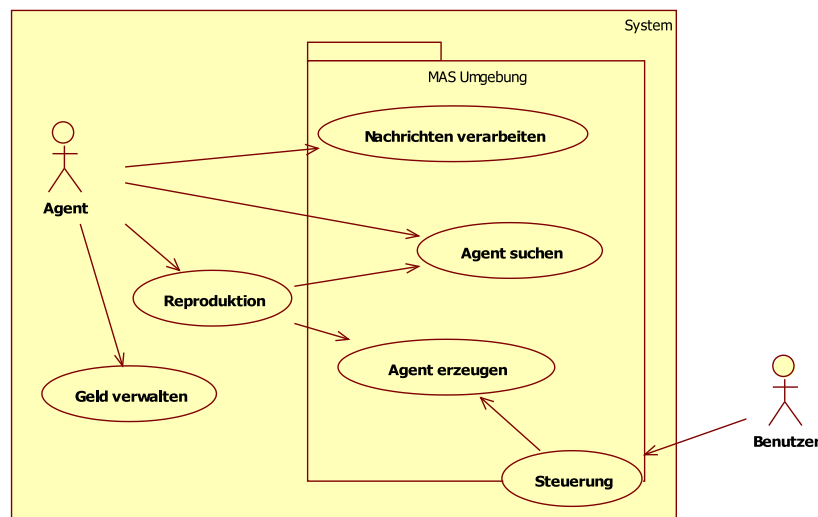 System
MAS Umgebung
Nachrichten verarbeiten
Agent
Agent suchen
Reproduktion
Agent erzeugen
Geld verwalten
Benutzer
Steuerung